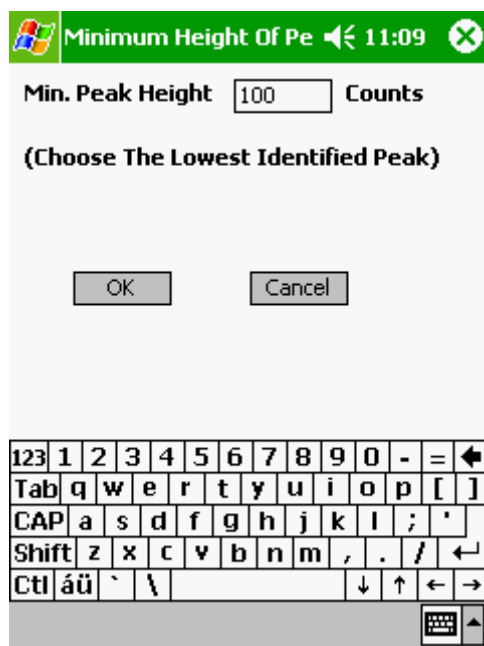 Minimum Height Of Pe 11:09
Min. Peak Height 100 Counts
(Choose The Lowest Identified Peak)
OK Cancel
123 1 2 3 4 5 6 7 8 9 0 - =
Tab q w e r t y u i o p [ ]
CAP a s d f g h j k l ; '
Shift z x c v b n m , . /
Ctl áü ` \ ↓ ↑ ← →